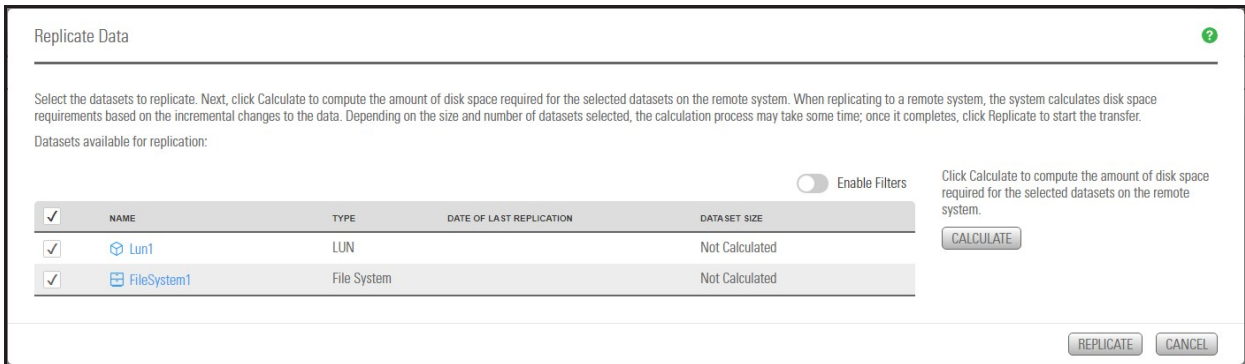 Replicate Data
?
Select the datasets to replicate. Next, click Calculate to compute the amount of disk space required for the selected datasets on the remote system. When replicating to a remote system, the system calculates disk space
requirements based on the incremental changes to the data. Depending on the size and number of datasets selected, the calculation process may take some time; once it completes, click Replicate to start the transfer.
Datasets available for replication:
Enable Filters
NAME TYPE DATE OF LAST REPLICATION DATASET SIZE
Lun1 LUN Not Calculated
FileSystem1 File System Not Calculated
Click Calculate to compute the amount of disk space
required for the selected datasets on the remote
system.
CALCULATE
REPLICATE CANCEL